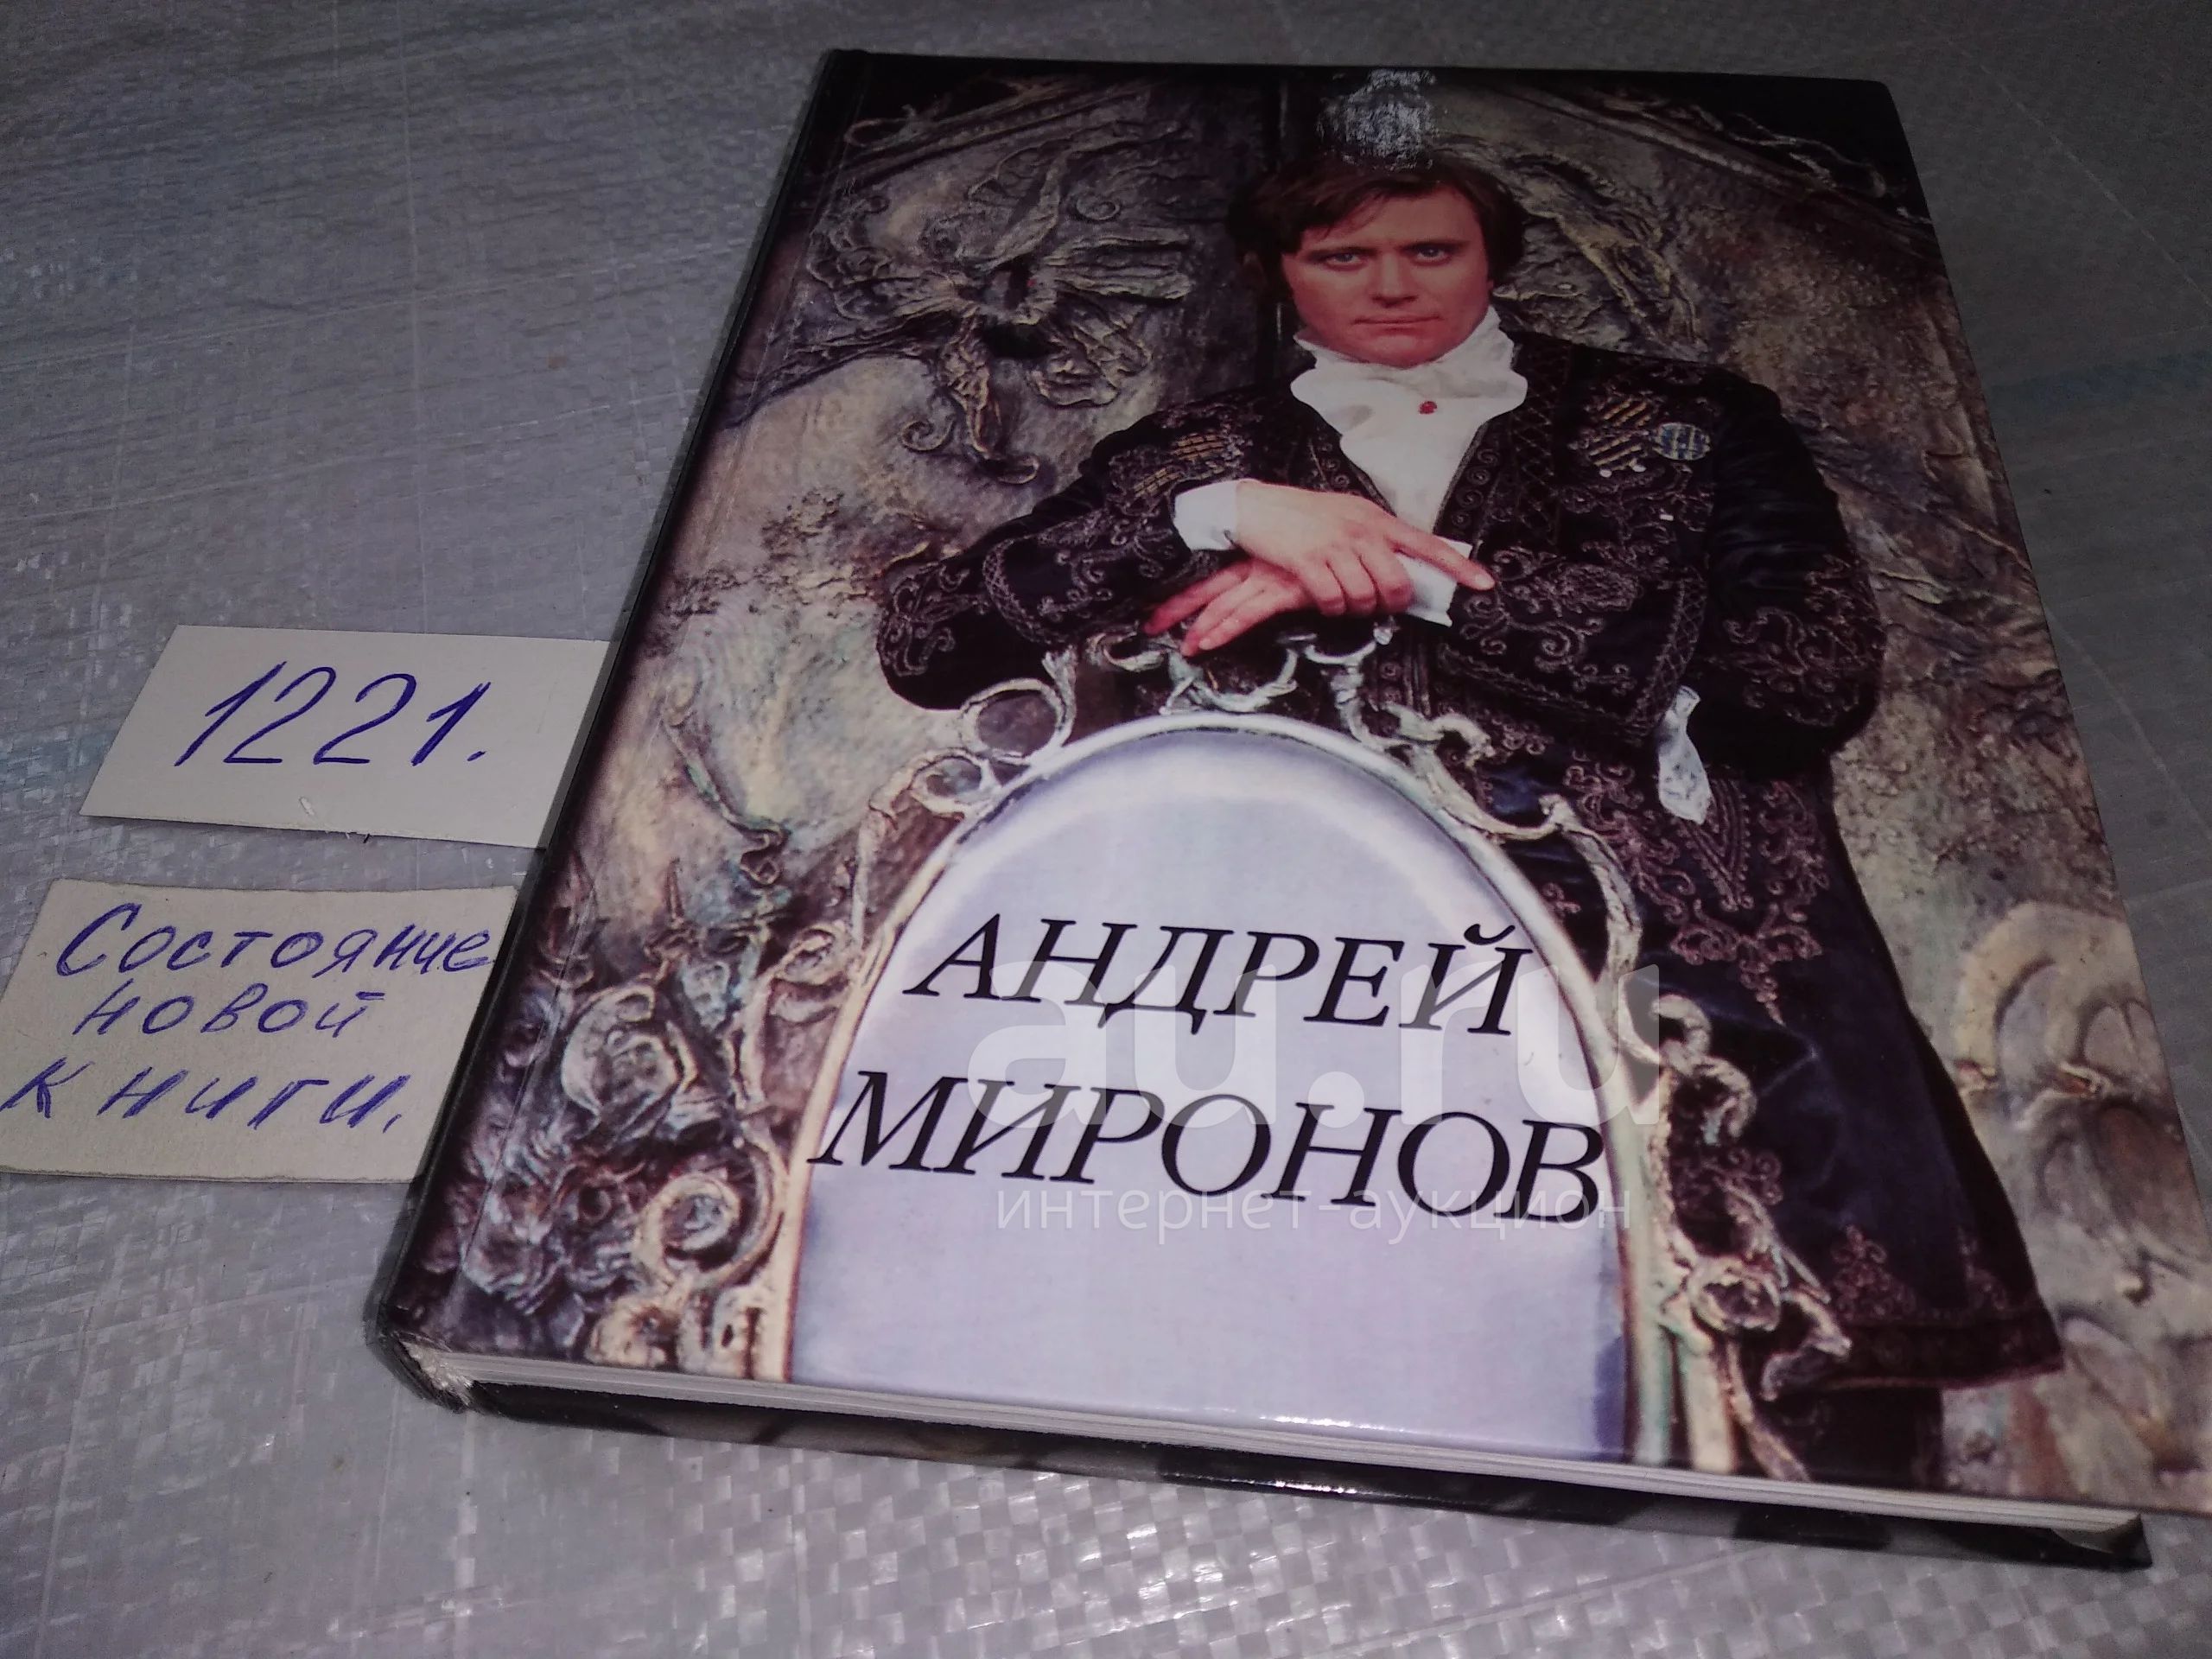 1221.
Состояние
новой
книги.
АНДРЕЙ
МИРОНОВ
au.ru
интернет-аукцион